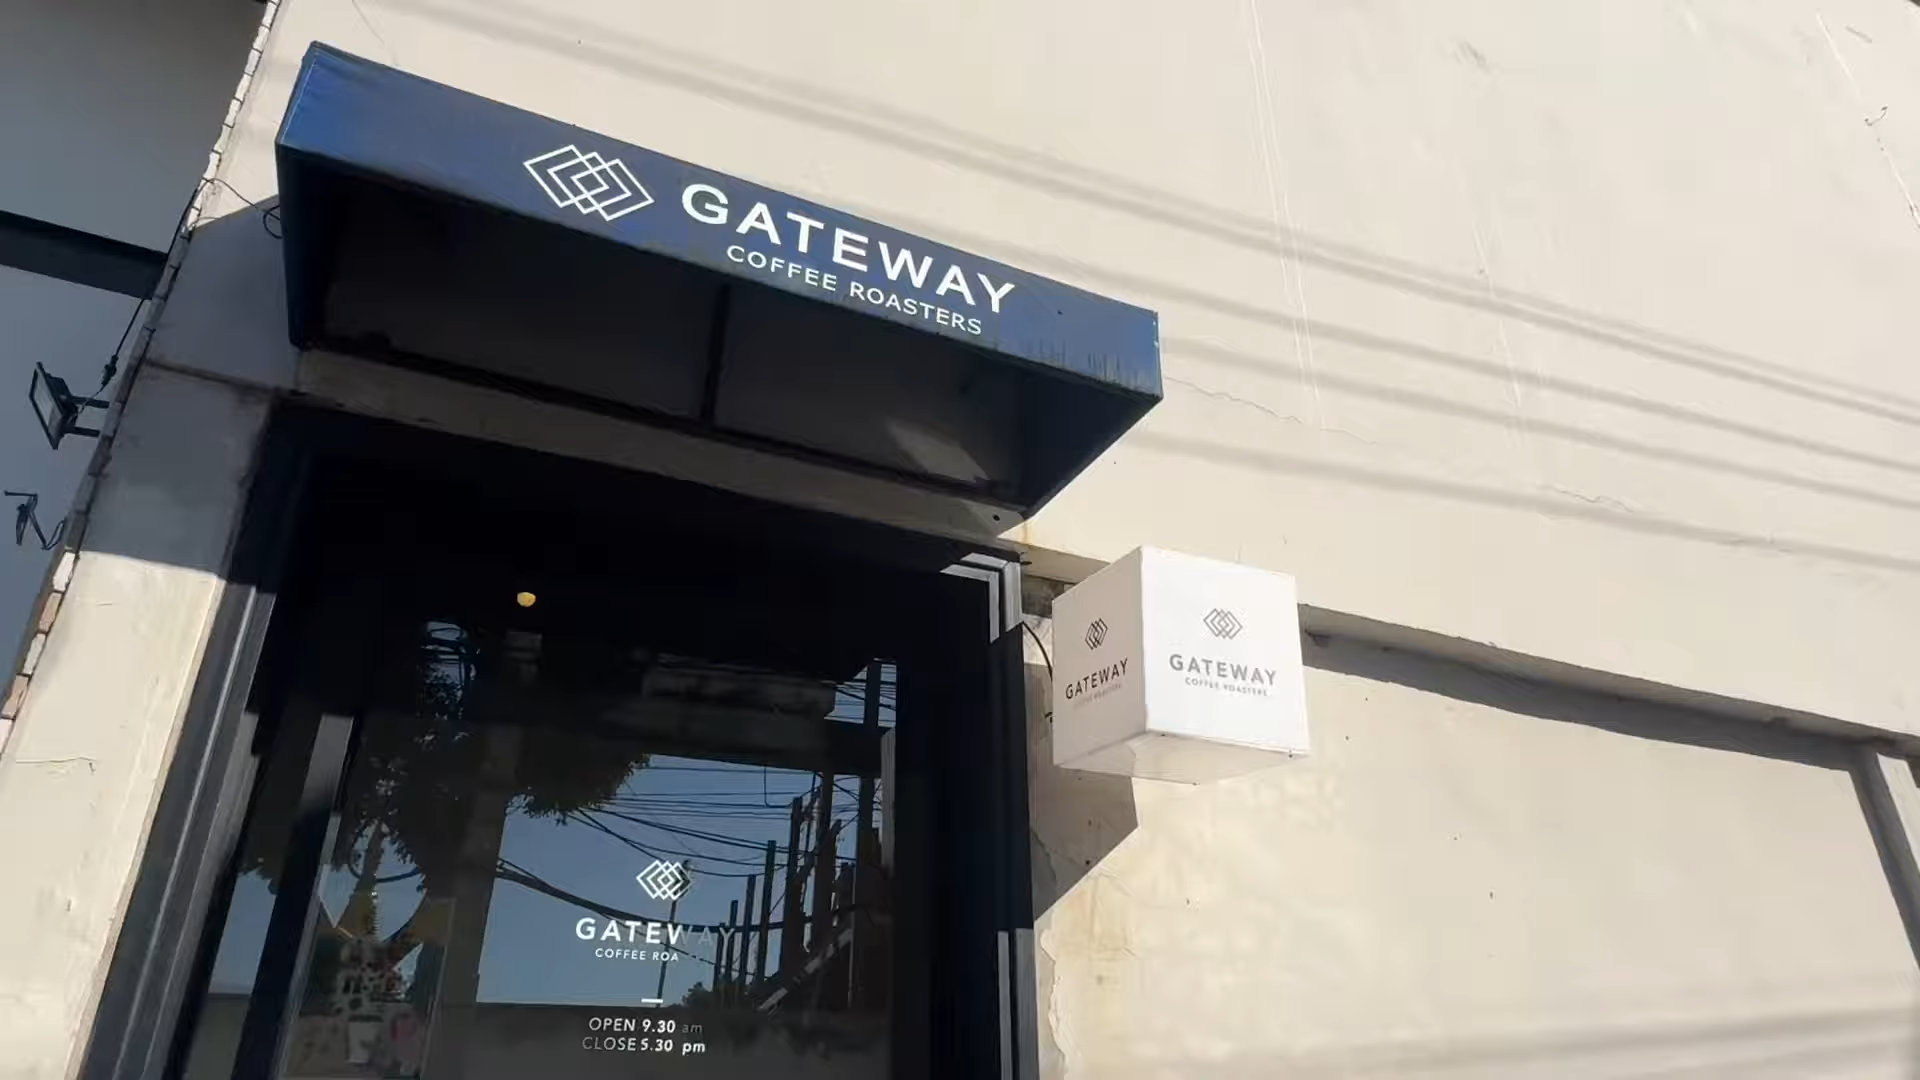 GATEWAY
COFFEE ROASTERS
GATEWAY
COFFEE ROASTERS
GATEWAY
COFFEE ROASTERS
GATEWAY
COFFEE ROA
OPEN 9.30 am
CLOSE 5.30 pm